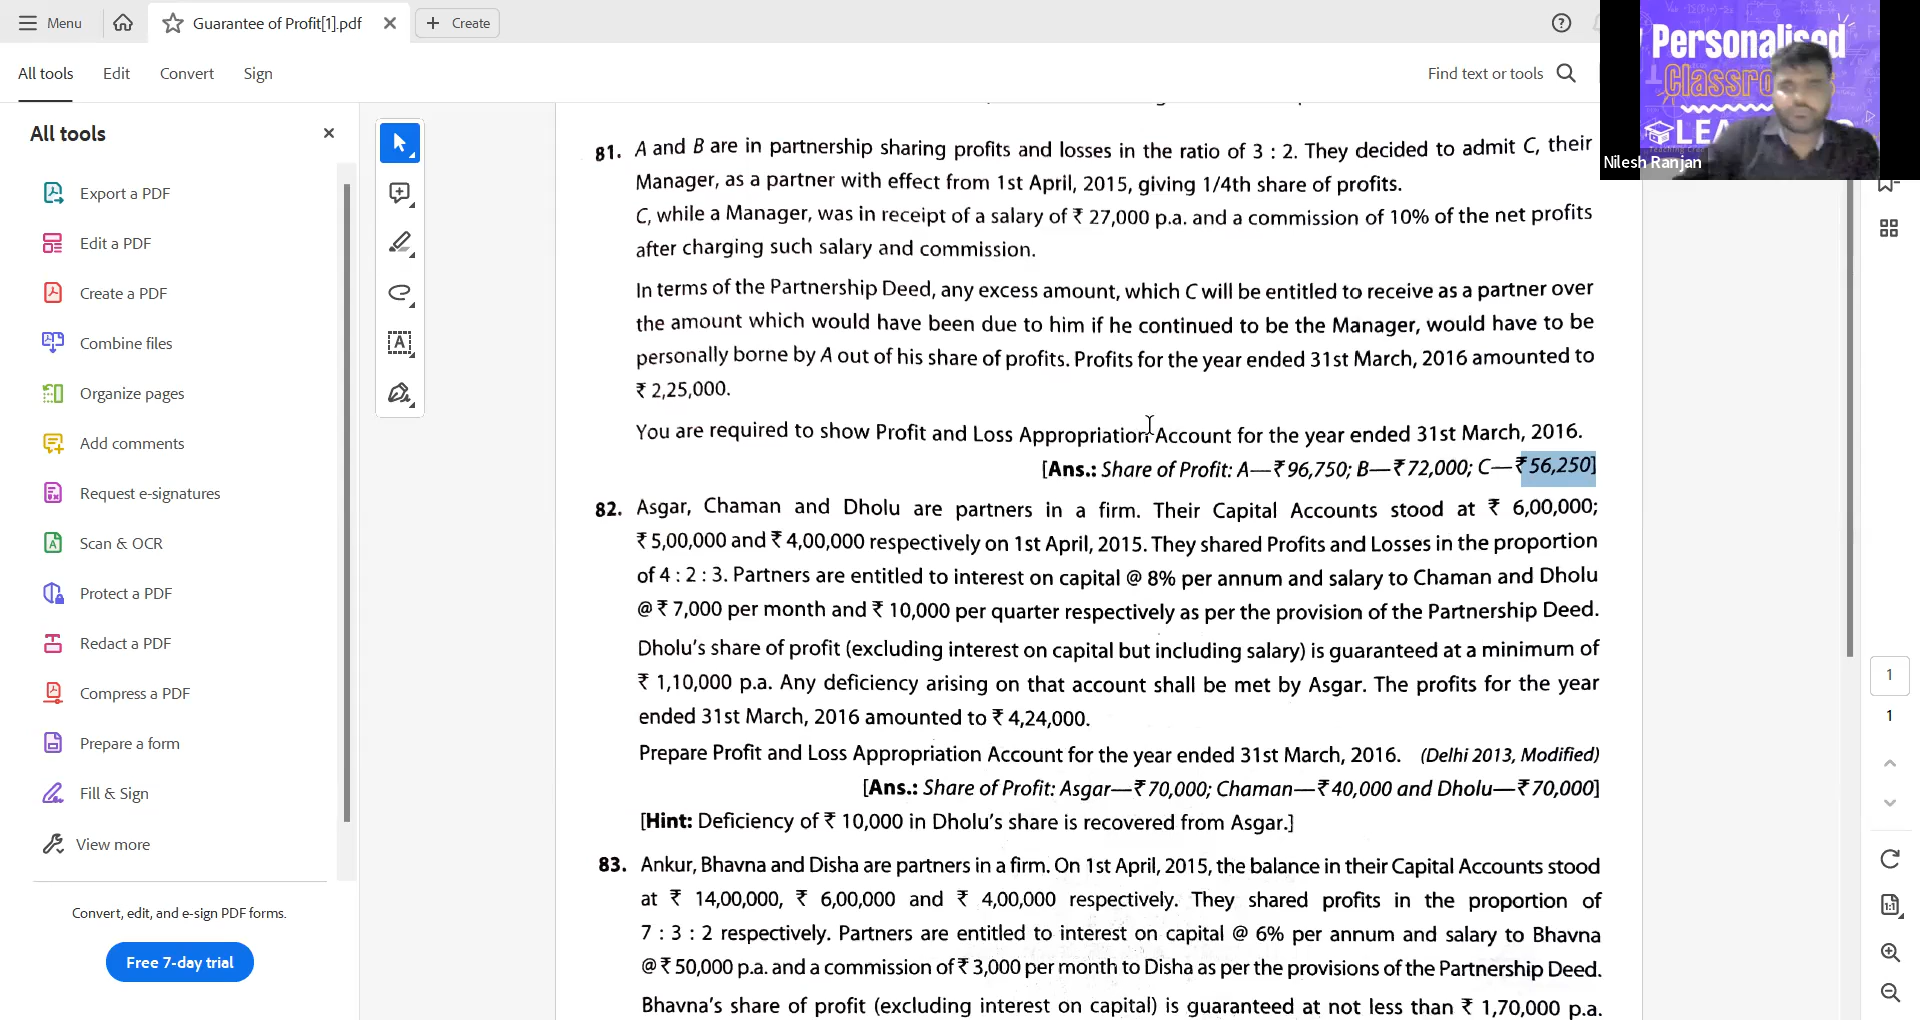 Menu
Guarantee of Profit[1].pdf
Create
All tools
Edit
Convert
Sign
Find text or tools
Personalised
Nilesh Ranjan
All tools
Export a PDF
Edit a PDF
Create a PDF
Combine files
Organize pages
Add comments
Request e-signatures
Scan & OCR
Protect a PDF
Redact a PDF
Compress a PDF
Prepare a form
Fill & Sign
View more
Convert, edit, and e-sign PDF forms.
Free 7-day trial
81. A and B are in partnership sharing profits and losses in the ratio of 3 : 2. They decided to admit C, their
Manager, as a partner with effect from 1st April, 2015, giving 1/4th share of profits.
C, while a Manager, was in receipt of a salary of ₹ 27,000 p.a. and a commission of 10% of the net profits
after charging such salary and commission.
In terms of the Partnership Deed, any excess amount, which C will be entitled to receive as a partner over
the amount which would have been due to him if he continued to be the Manager, would have to be
personally borne by A out of his share of profits. Profits for the year ended 31st March, 2016 amounted to
₹ 2,25,000.
You are required to show Profit and Loss Appropriation Account for the year ended 31st March, 2016.
[Ans.: Share of Profit: A—₹ 96,750; B—₹ 72,000; C—₹ 56,250]
82. Asgar, Chaman and Dholu are partners in a firm. Their Capital Accounts stood at ₹ 6,00,000;
₹ 5,00,000 and ₹ 4,00,000 respectively on 1st April, 2015. They shared Profits and Losses in the proportion
of 4 : 2 : 3. Partners are entitled to interest on capital @ 8% per annum and salary to Chaman and Dholu
@ ₹ 7,000 per month and ₹ 10,000 per quarter respectively as per the provision of the Partnership Deed.
Dholu's share of profit (excluding interest on capital but including salary) is guaranteed at a minimum of
₹ 1,10,000 p.a. Any deficiency arising on that account shall be met by Asgar. The profits for the year
ended 31st March, 2016 amounted to ₹ 4,24,000.
Prepare Profit and Loss Appropriation Account for the year ended 31st March, 2016. (Delhi 2013, Modified)
[Ans.: Share of Profit: Asgar—₹ 70,000; Chaman—₹ 40,000 and Dholu—₹ 70,000]
[Hint: Deficiency of ₹ 10,000 in Dholu's share is recovered from Asgar.]
83. Ankur, Bhavna and Disha are partners in a firm. On 1st April, 2015, the balance in their Capital Accounts stood
at ₹ 14,00,000, ₹ 6,00,000 and ₹ 4,00,000 respectively. They shared profits in the proportion of
7 : 3 : 2 respectively. Partners are entitled to interest on capital @ 6% per annum and salary to Bhavna
@ ₹ 50,000 p.a. and a commission of ₹ 3,000 per month to Disha as per the provisions of the Partnership Deed.
Bhavna's share of profit (excluding interest on capital) is guaranteed at not less than ₹ 1,70,000 p.a.
1
1
1:1